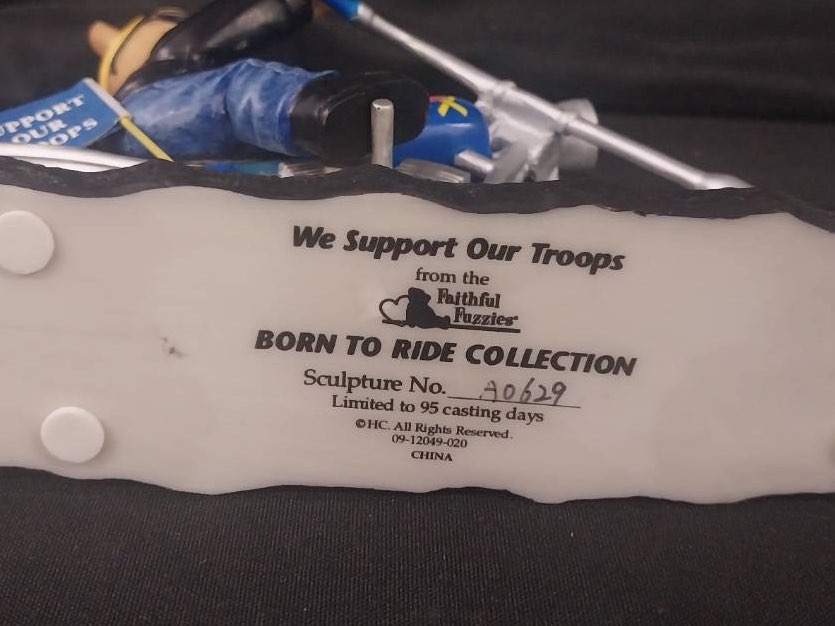 UPPORT
OUR
OPS
We Support Our Troops
from the
Faithful
Fuzzies
BORN TO RIDE COLLECTION
Sculpture No. A0629
Limited to 95 casting days
©HC. All Rights Reserved.
09-12049-020
CHINA